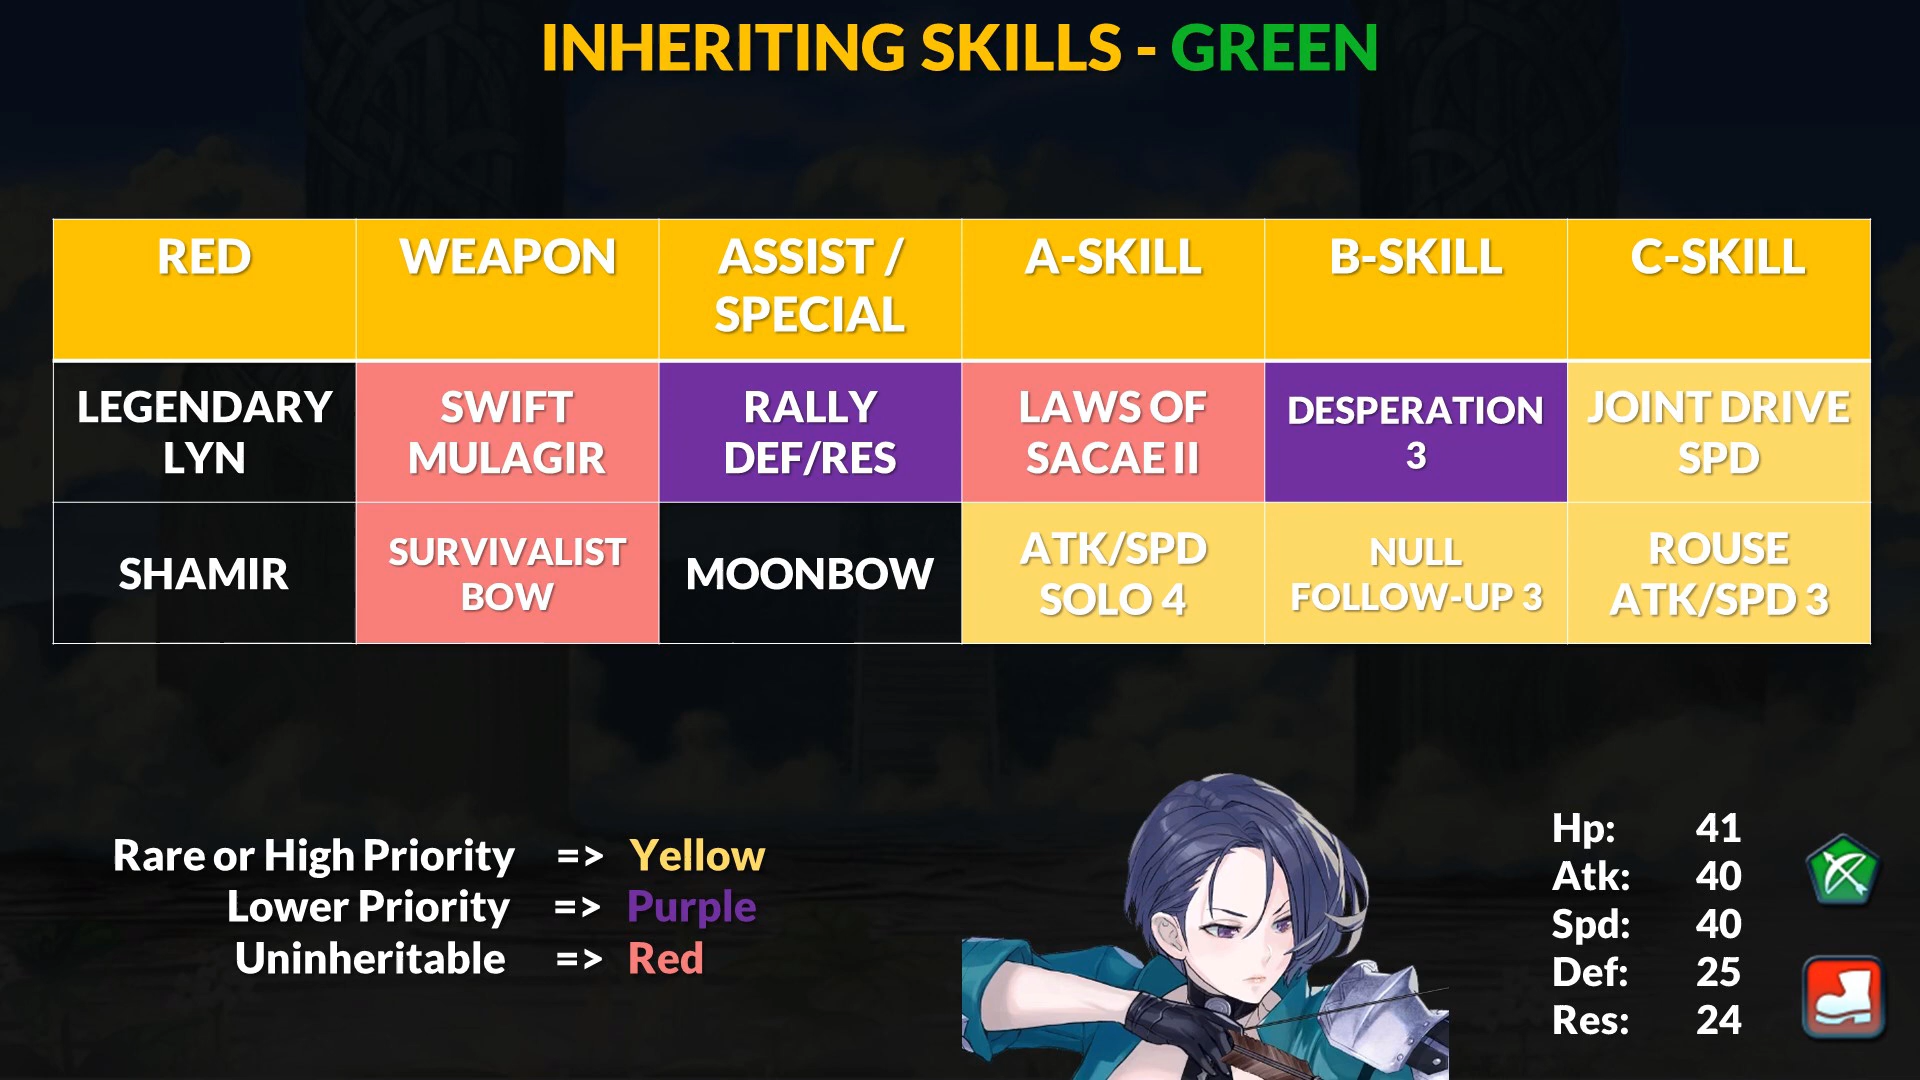 INHERITING SKILLS - GREEN
RED
WEAPON
ASSIST /
SPECIAL
A-SKILL
B-SKILL
C-SKILL
LEGENDARY
LYN
SWIFT
MULAGIR
RALLY
DEF/RES
LAWS OF
SACAE II
DESPERATION
3
JOINT DRIVE
SPD
SHAMIR
SURVIVALIST
BOW
MOONBOW
ATK/SPD
SOLO 4
NULL
FOLLOW-UP 3
ROUSE
ATK/SPD 3
Rare or High Priority => Yellow
Lower Priority => Purple
Uninheritable => Red
Hp: 41
Atk: 40
Spd: 40
Def: 25
Res: 24